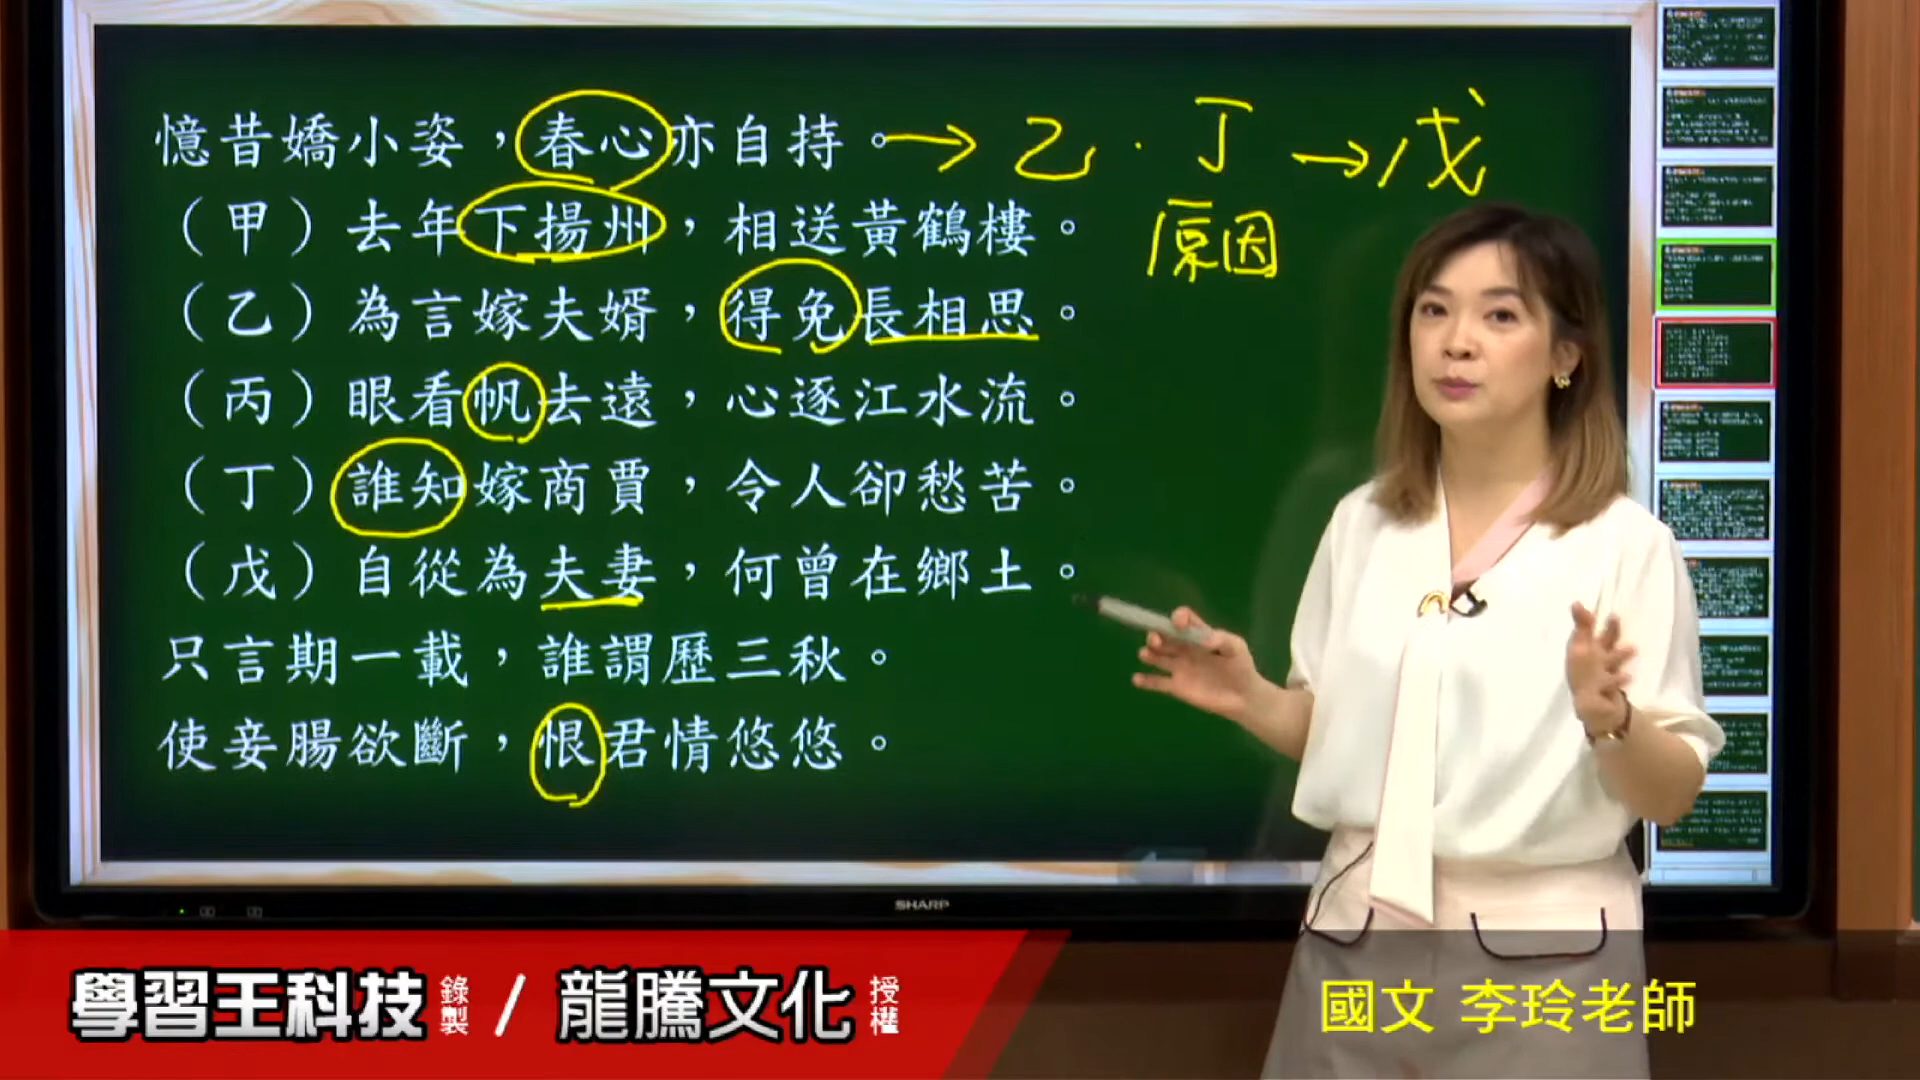 憶昔嬌小姿，春心亦自持。→乙．丁→戊
（甲）去年下揚州，相送黃鶴樓。原因
（乙）為言嫁夫婿，得免長相思。
（丙）眼看帆去遠，心逐江水流。
（丁）誰知嫁商賈，令人卻愁苦。
（戊）自從為夫妻，何曾在鄉土。
只言期一載，誰謂歷三秋。
使妾腸欲斷，恨君情悠悠。
SHARP
學習王科技錄製/龍騰文化授權
國文 李玲老師